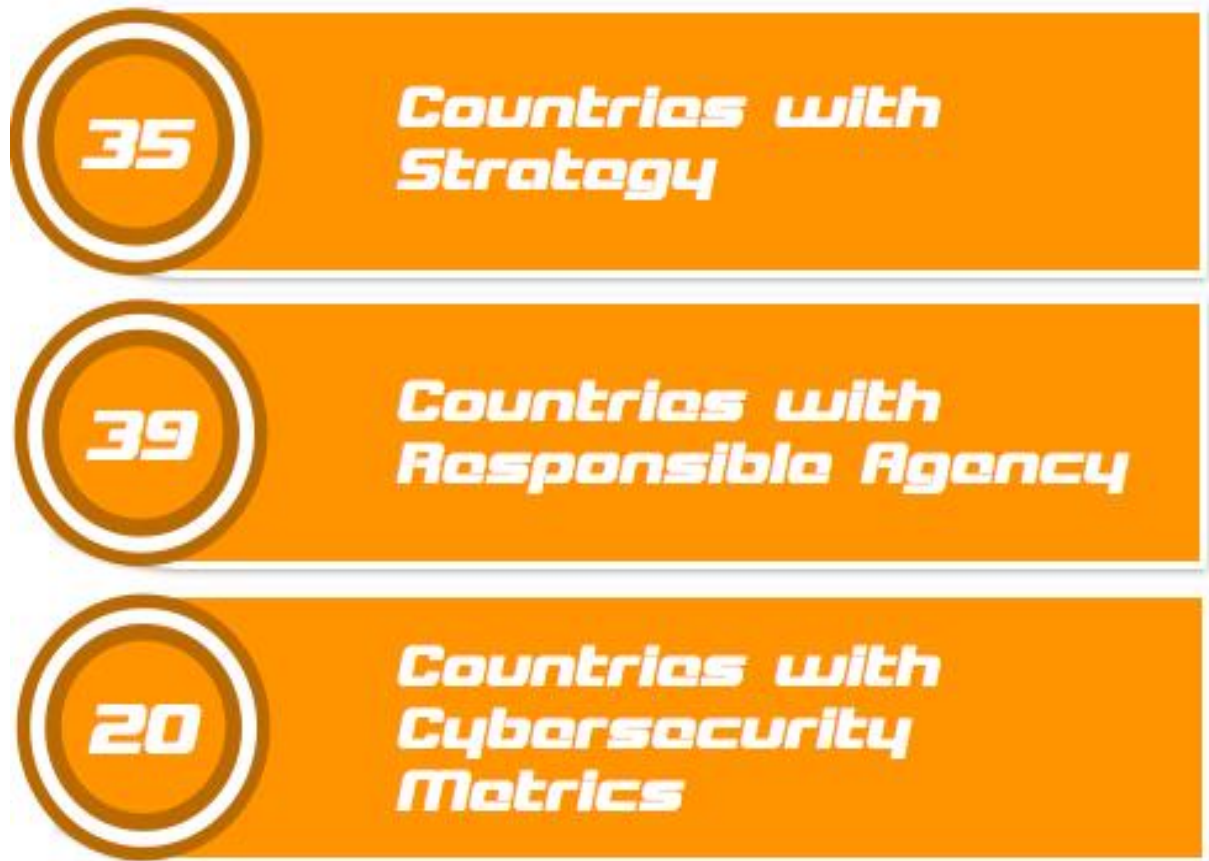 35
Countries with
Strategy
39
Countries with
Responsible Agency
20
Countries with
Cybersecurity
Metrics